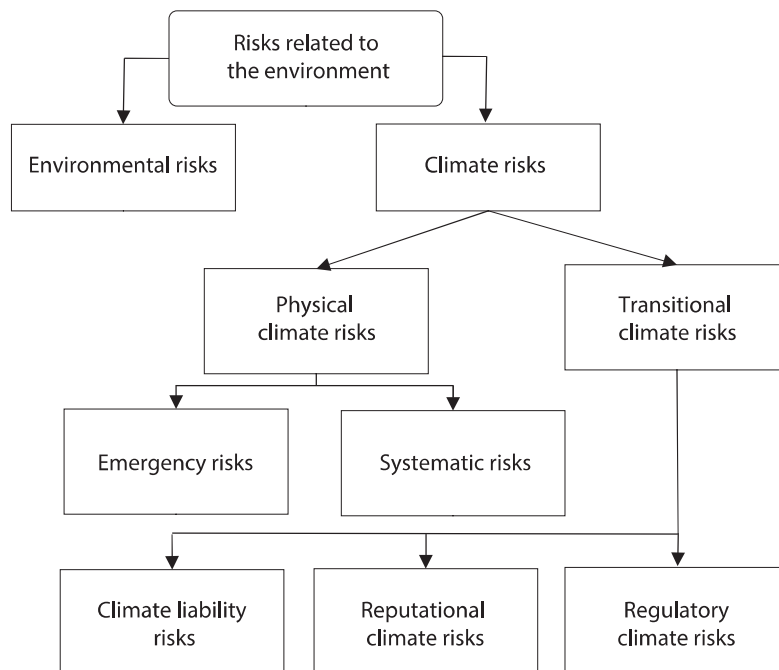 Risks related to
the environment
Environmental risks
Climate risks
Physical
climate risks
Transitional
climate risks
Emergency risks
Systematic risks
Climate liability
risks
Reputational
climate risks
Regulatory
climate risks